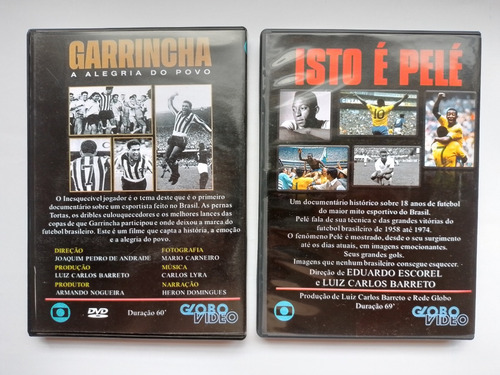 GARRINCHA
A ALEGRIA DO POVO
O Inesquecivel jogador é o tema deste que é o primeiro
documentário sobre um esportista feito no Brasil. As pernas
Tortas, os dribles eulouquecedores e os melhores lances das
copas de que Garrincha participou e onde deixou a marca do
futebol brasileiro. Este é um filme que capta a história, a emoção
e a alegria do povo.
DIREÇÃO
JOAQUIM PEDRO DE ANDRADE
PRODUÇÃO
LUIZ CARLOS BARRETO
PRODUTOR
ARMANDO NOGUEIRA
FOTOGRAFIA
MARIO CARNEIRO
MÚSICA
CARLOS LYRA
NARRAÇÃO
HERON DOMINGUES
DVD
Duração 60'
GLOBO
VIDEO
ISTO É PELÉ
10
Um documentário histórico sobre 18 anos de futebol
do maior mito esportivo do Brasil.
Pelé fala de sua técnica e das grandes vitórias do
futebol brasileiro de 1958 até 1974.
O fenômeno Pelé é mostrado, desde o seu surgimento
até os dias atuais, em imagens emocionantes.
Seus grandes gols.
Imagens que nenhum brasileiro consegue esquecer.
Direção de EDUARDO ESCOREL
e LUIZ CARLOS BARRETO
Produção de Luiz Carlos Barreto e Rede Globo
Duração 69'
GLOBO
VIDEO